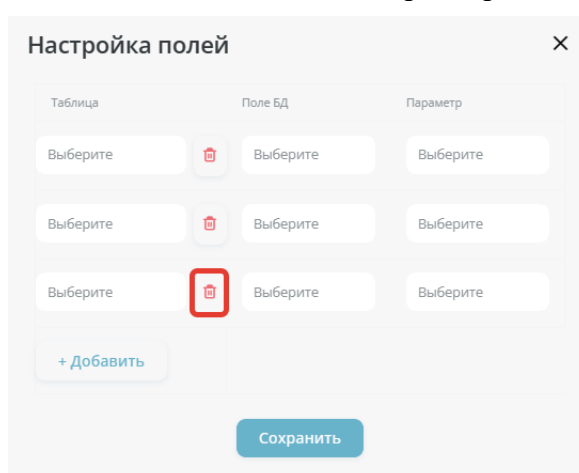 Настройка полей
Таблица Поле БД Параметр
Выберите Выберите Выберите
Выберите Выберите Выберите
Выберите Выберите Выберите
+ Добавить
Сохранить